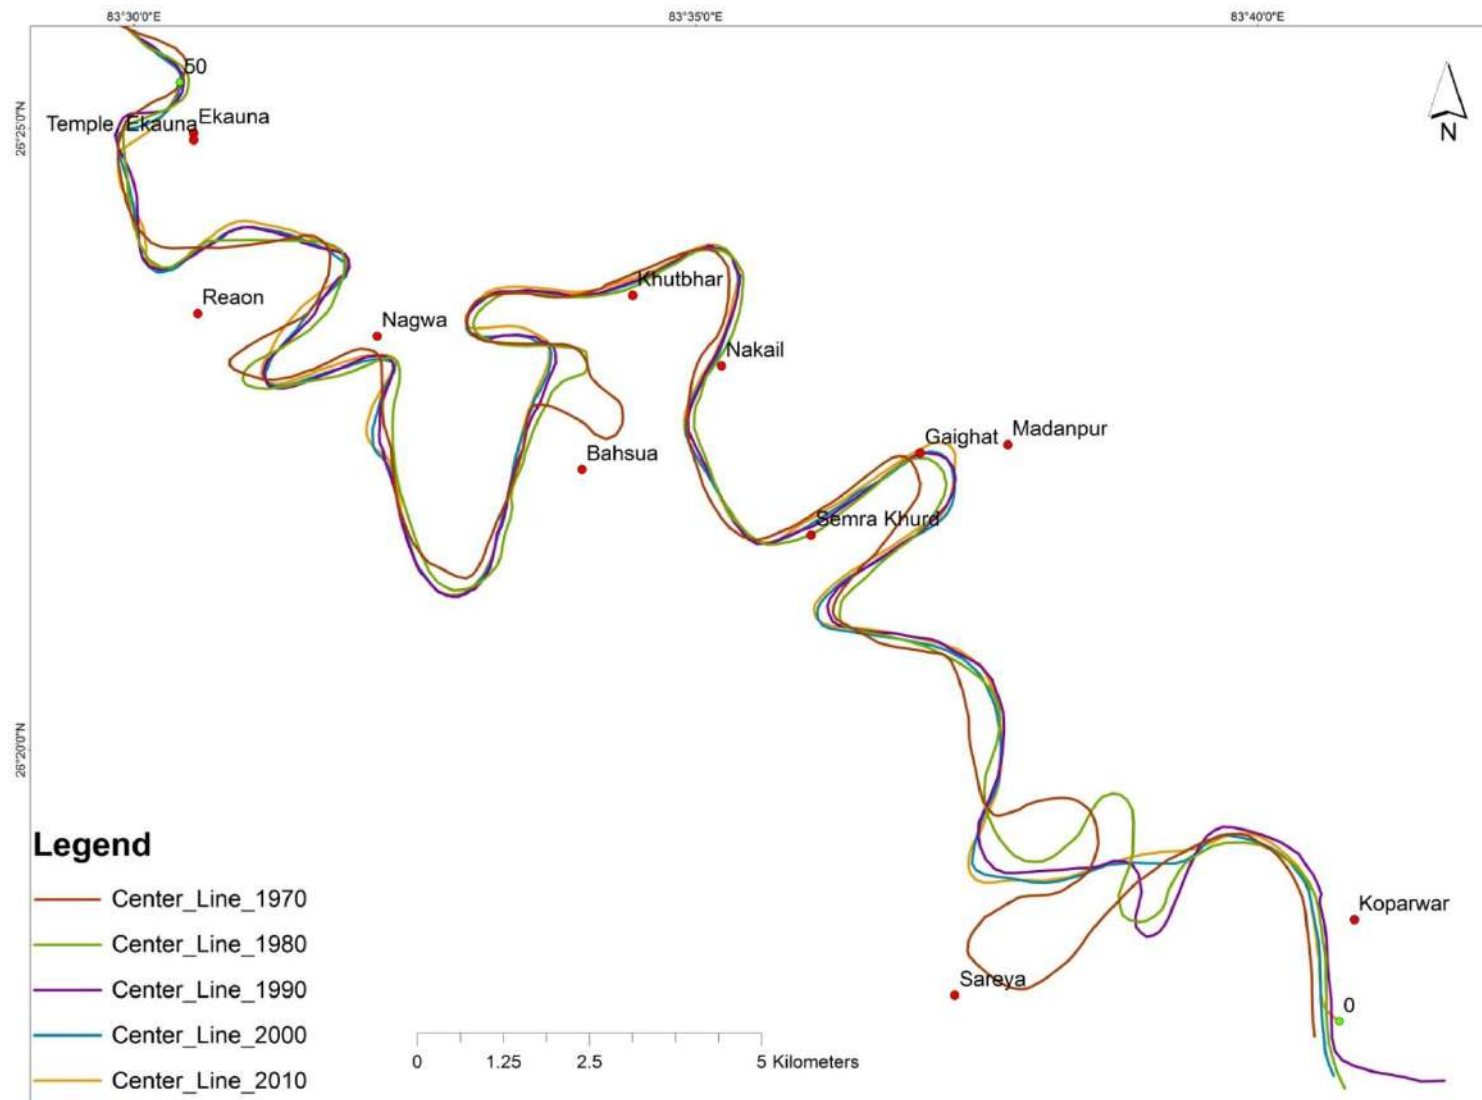 83°30'0"E 83°35'0"E 83°40'0"E
50
26°25'0"N
Ekauna
Temple Ekauna
N
Reaon
Khutbhar
Nagwa
Nakail
Madanpur
Gaighat
Bahsua
Semra Khurd
26°20'0"N
Legend
Center_Line_1970
Center_Line_1980
Center_Line_1990
Center_Line_2000
Center_Line_2010
Koparwar
Sareya
0
0 1.25 2.5 5 Kilometers